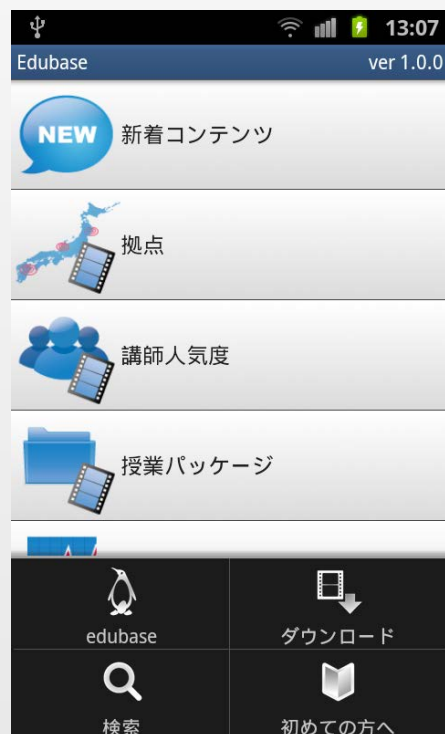 13:07
Edubase ver 1.0.0
NEW 新着コンテンツ
拠点
講師人気度
授業パッケージ
edubase ダウンロード
検索 初めての方へ